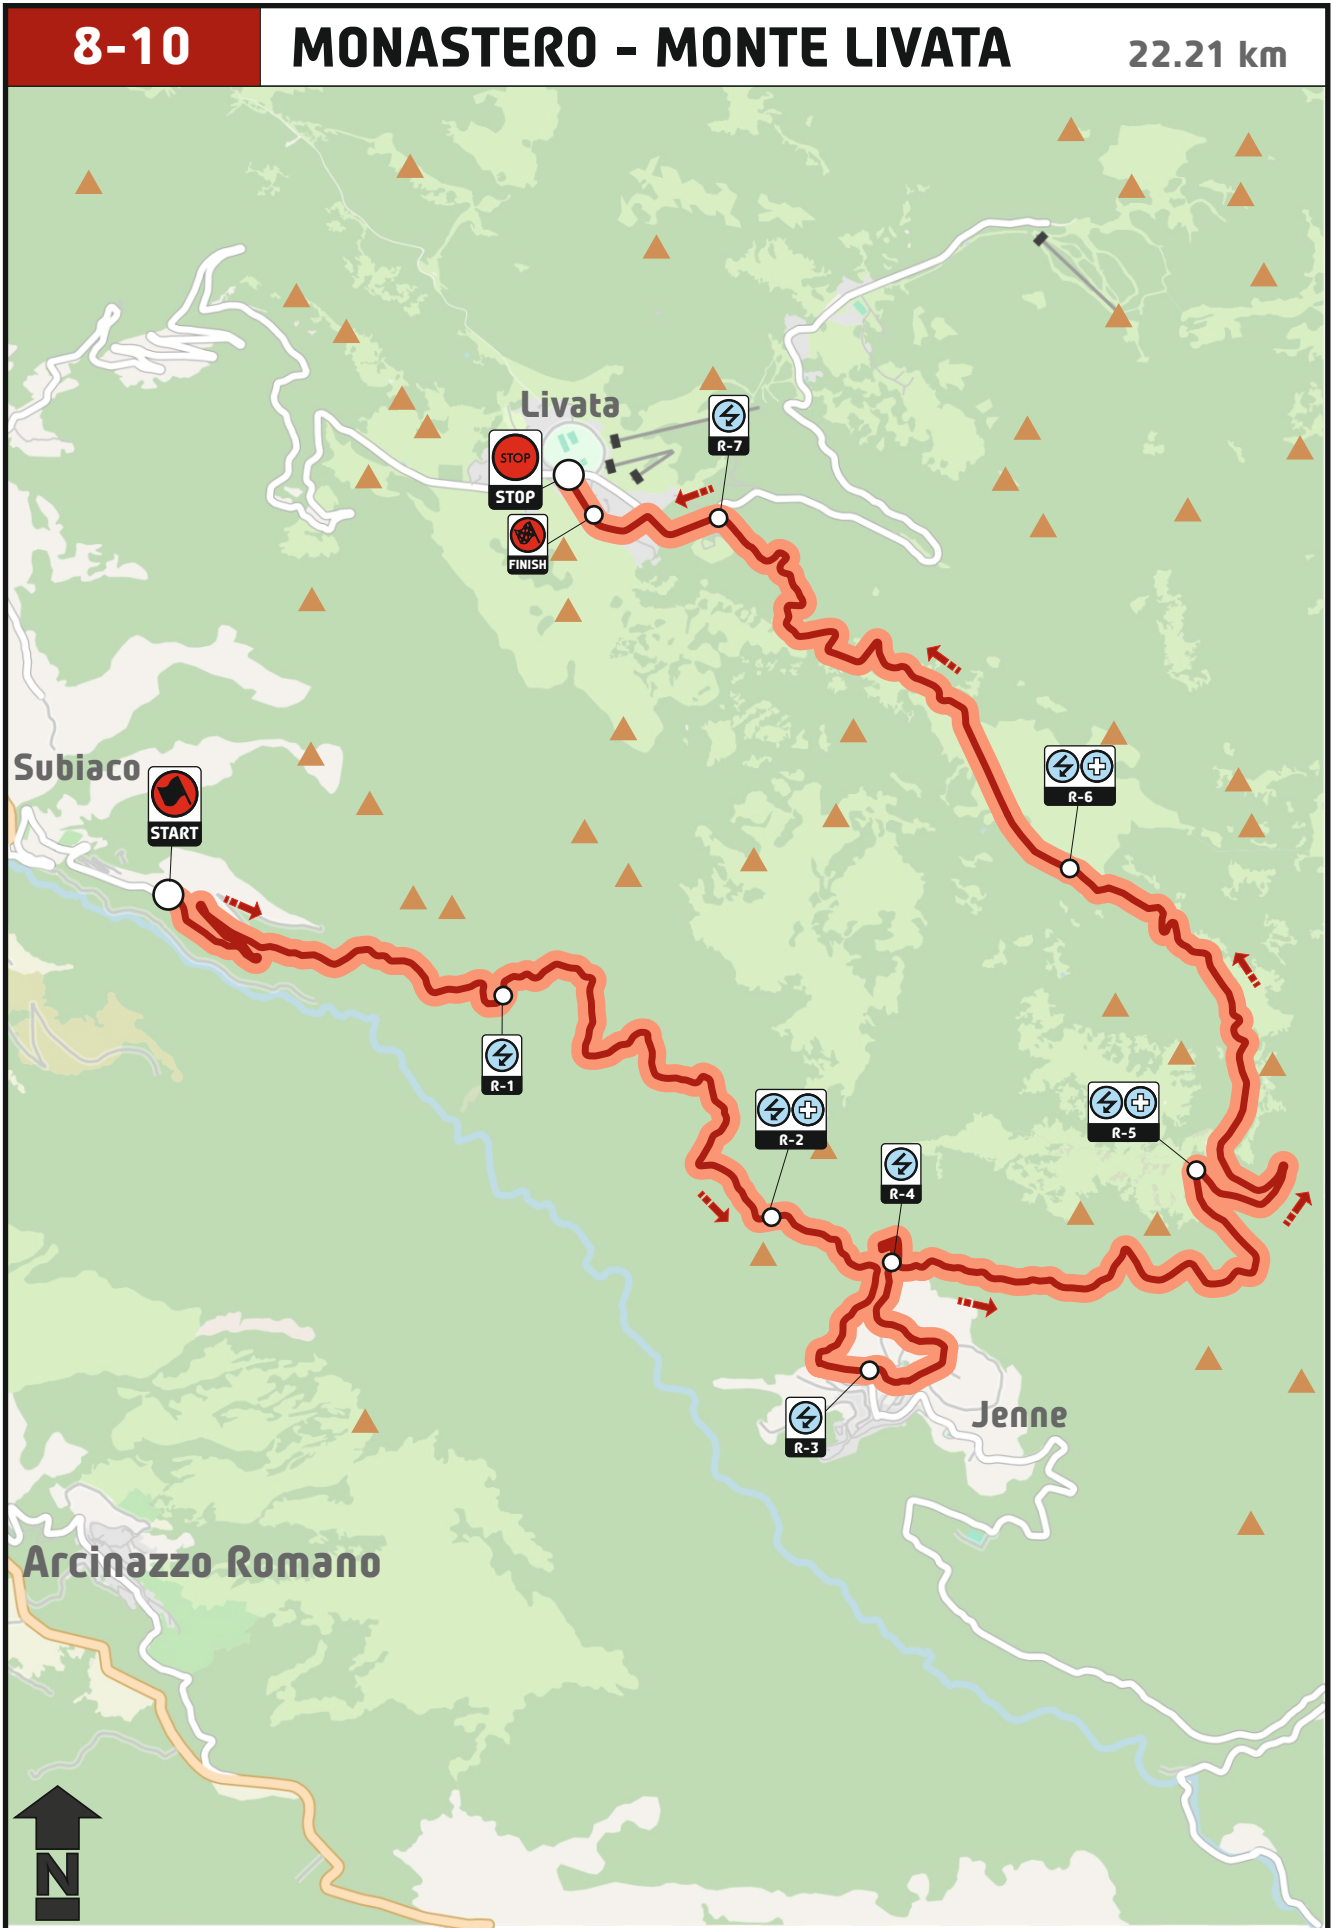 8-10 MONASTERO - MONTE LIVATA 22.21 km
Livata
R-7
STOP
STOP
FINISH
Subiaco
START
R-6
R-1
R-2
R-5
R-4
R-3
Jenne
Arcinazzo Romano
N